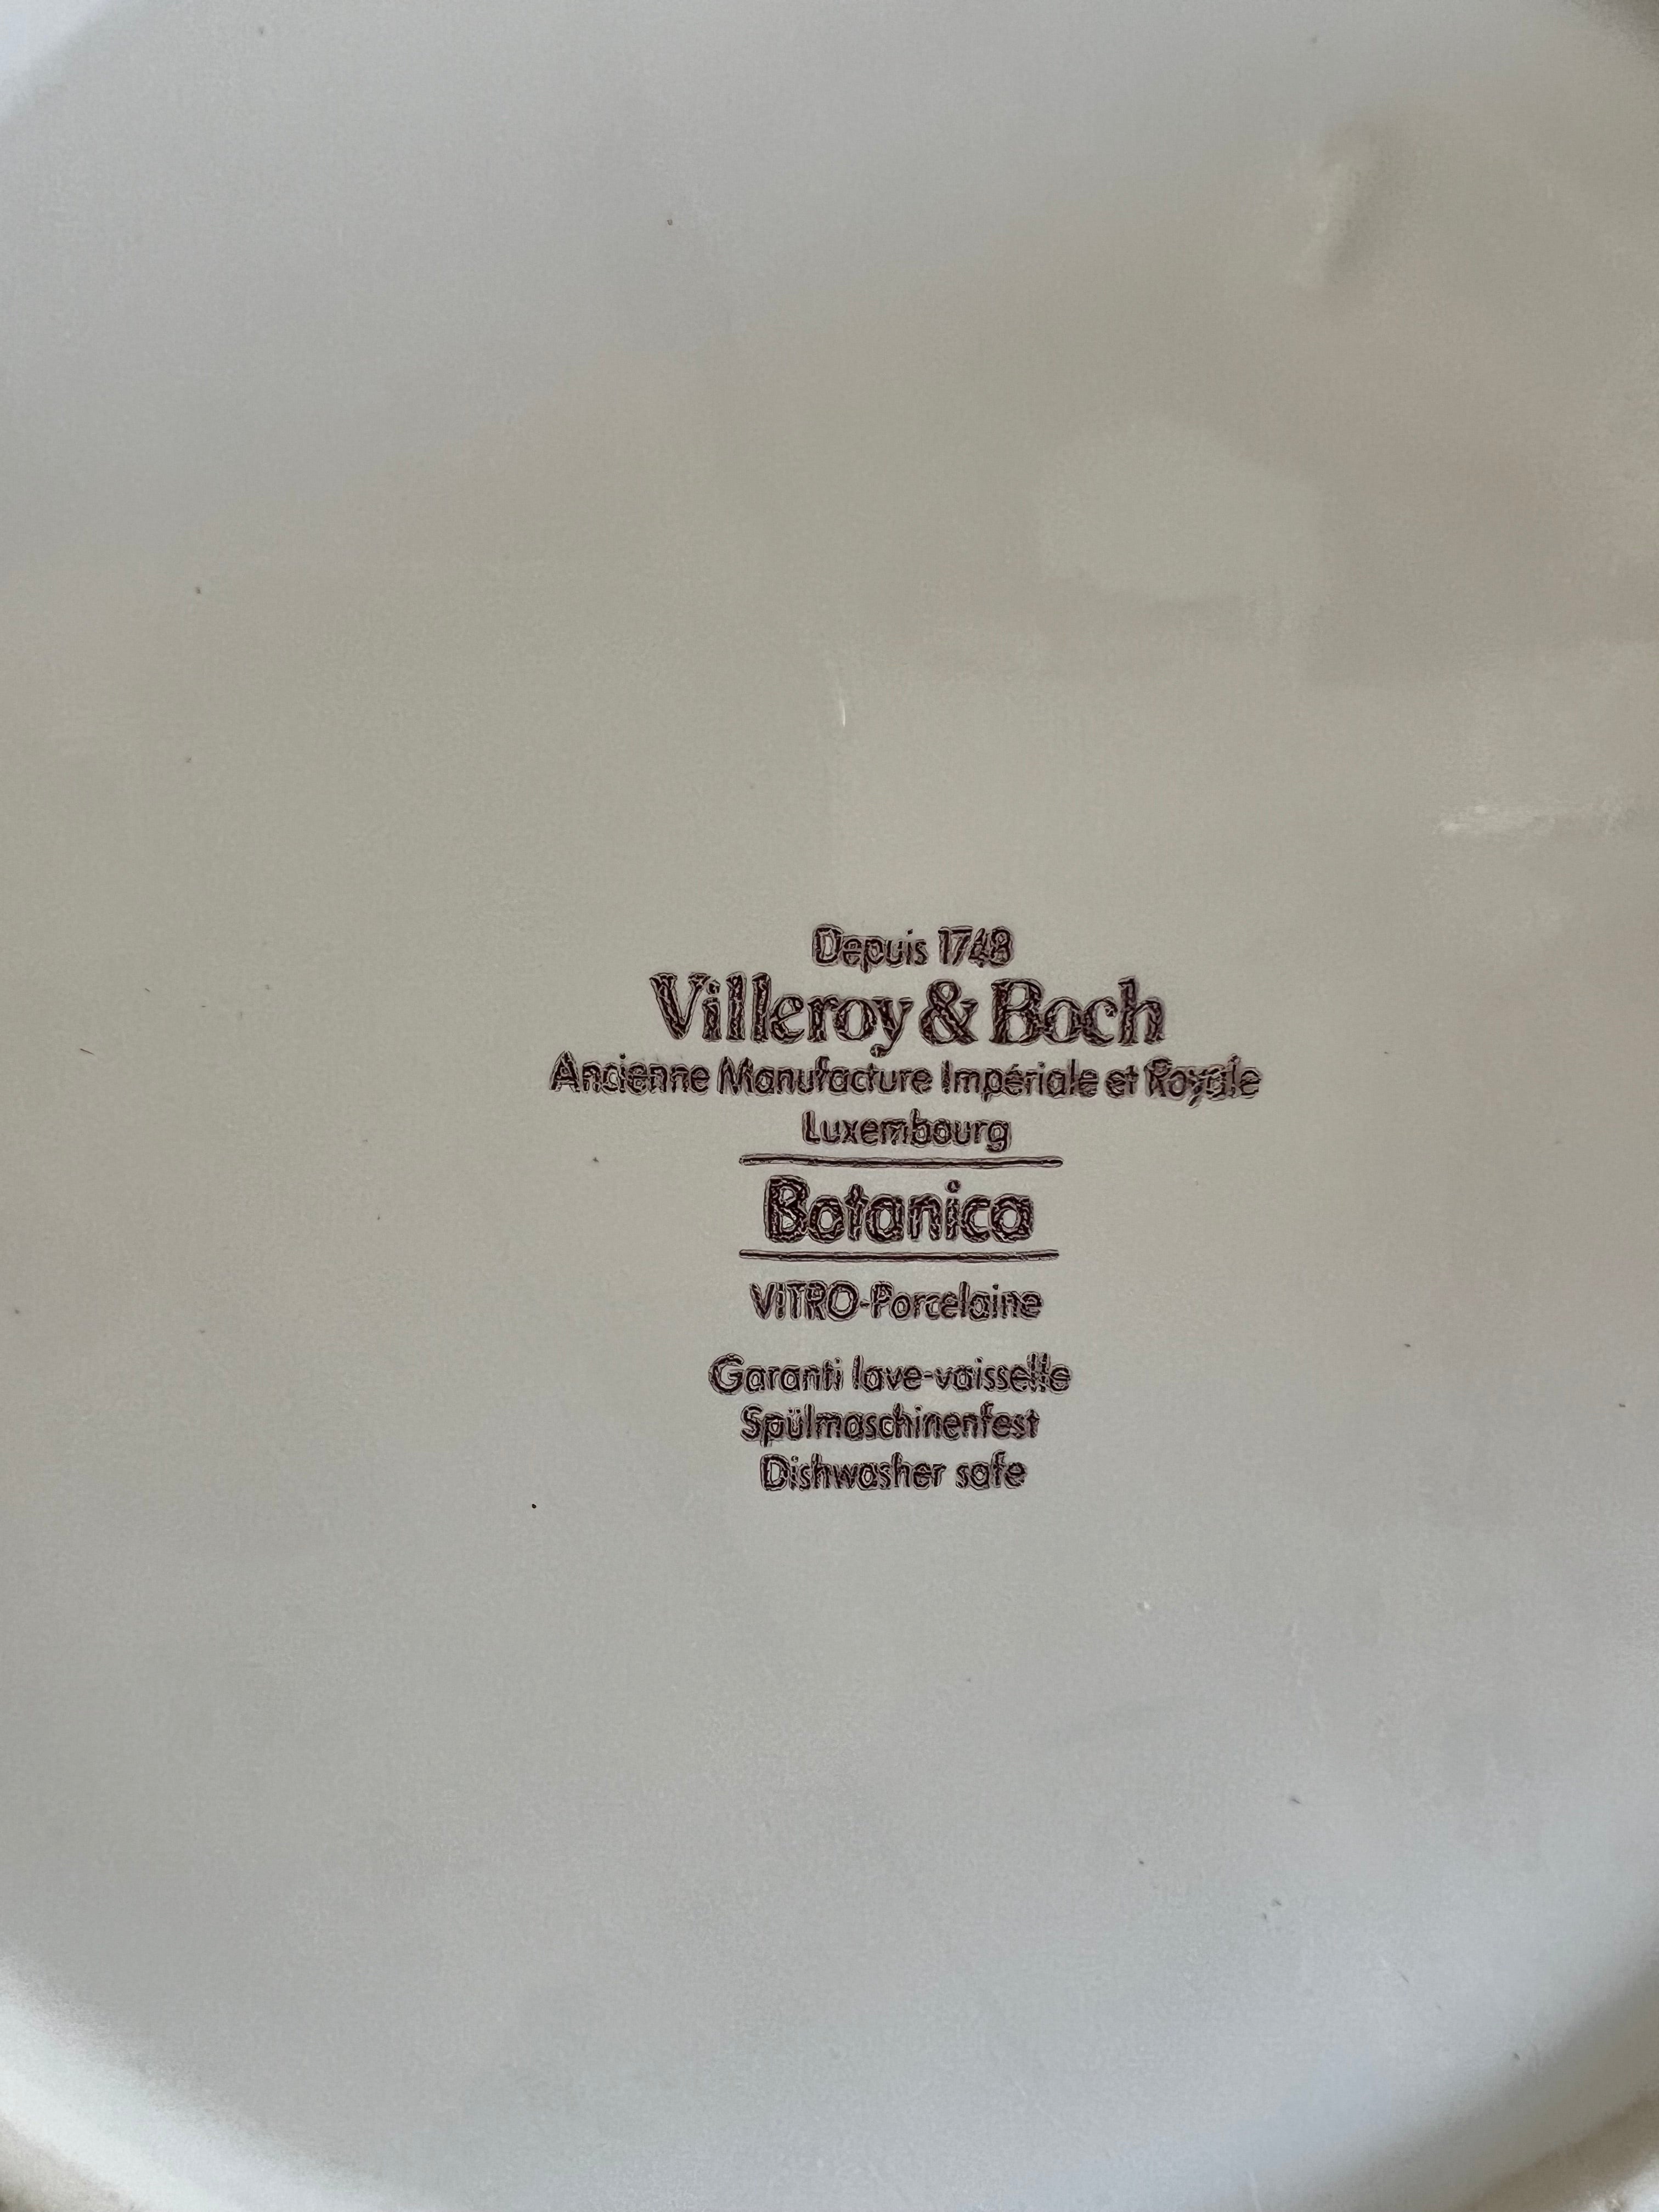 Depuis 1748
Villeroy & Boch
Ancienne Manufacture Impériale et Royale
Luxembourg
Botanica
VITRO-Porcelaine
Garanti lave-vaisselle
Spülmaschinenfest
Dishwasher safe